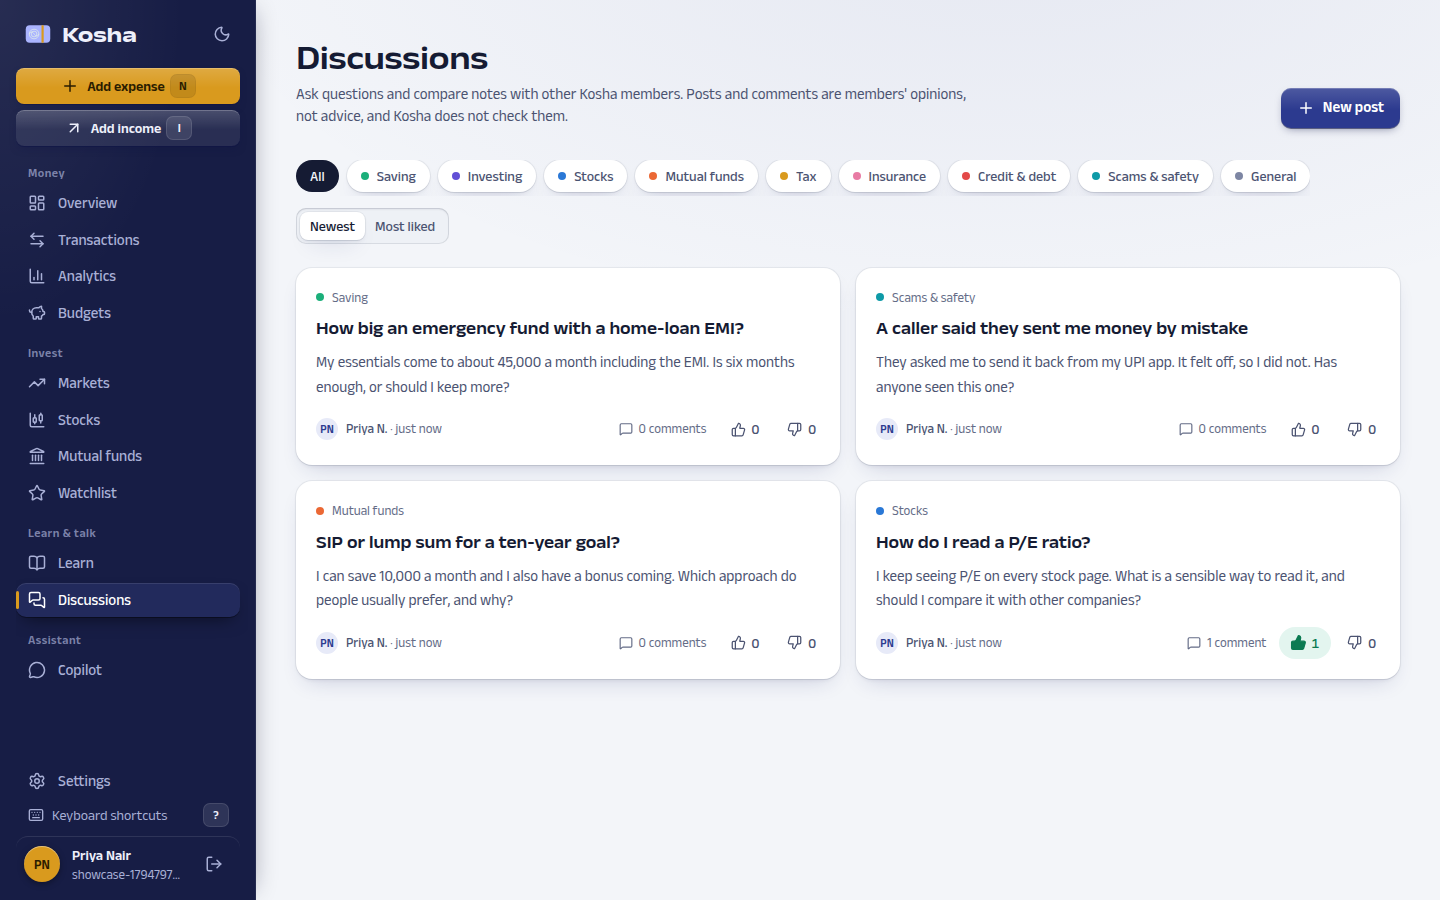 Kosha
Add expense N
Add income I
Money
Overview
Transactions
Analytics
Budgets
Invest
Markets
Stocks
Mutual funds
Watchlist
Learn & talk
Learn
Discussions
Assistant
Copilot
Settings
Keyboard shortcuts ?
PN Priya Nair
showcase-1794797...
Discussions
Ask questions and compare notes with other Kosha members. Posts and comments are members' opinions,
not advice, and Kosha does not check them.
New post
All Saving Investing Stocks Mutual funds Tax Insurance Credit & debt Scams & safety General
Newest Most liked
Saving
How big an emergency fund with a home-loan EMI?
My essentials come to about 45,000 a month including the EMI. Is six months
enough, or should I keep more?
PN Priya N. · just now 0 comments 0 0
Scams & safety
A caller said they sent me money by mistake
They asked me to send it back from my UPI app. It felt off, so I did not. Has
anyone seen this one?
PN Priya N. · just now 0 comments 0 0
Mutual funds
SIP or lump sum for a ten-year goal?
I can save 10,000 a month and I also have a bonus coming. Which approach do
people usually prefer, and why?
PN Priya N. · just now 0 comments 0 0
Stocks
How do I read a P/E ratio?
I keep seeing P/E on every stock page. What is a sensible way to read it, and
should I compare it with other companies?
PN Priya N. · just now 1 comment 1 0